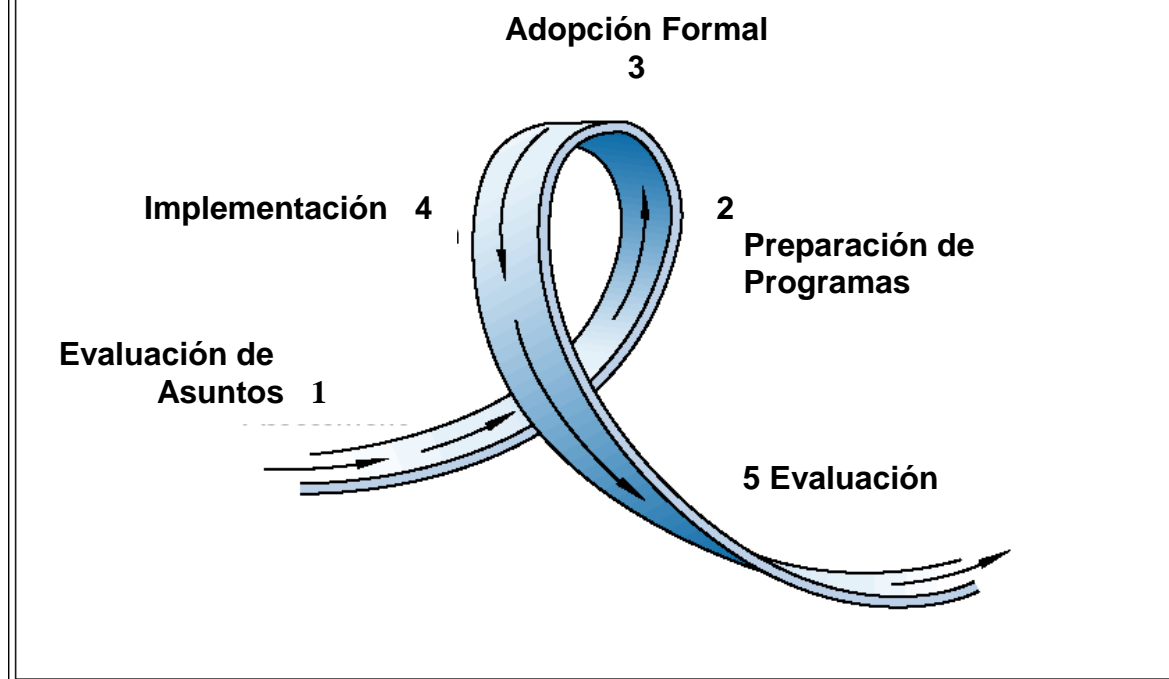 Adopción Formal
3
Implementación 4
2
Preparación de
Programas
Evaluación de
Asuntos 1
5 Evaluación